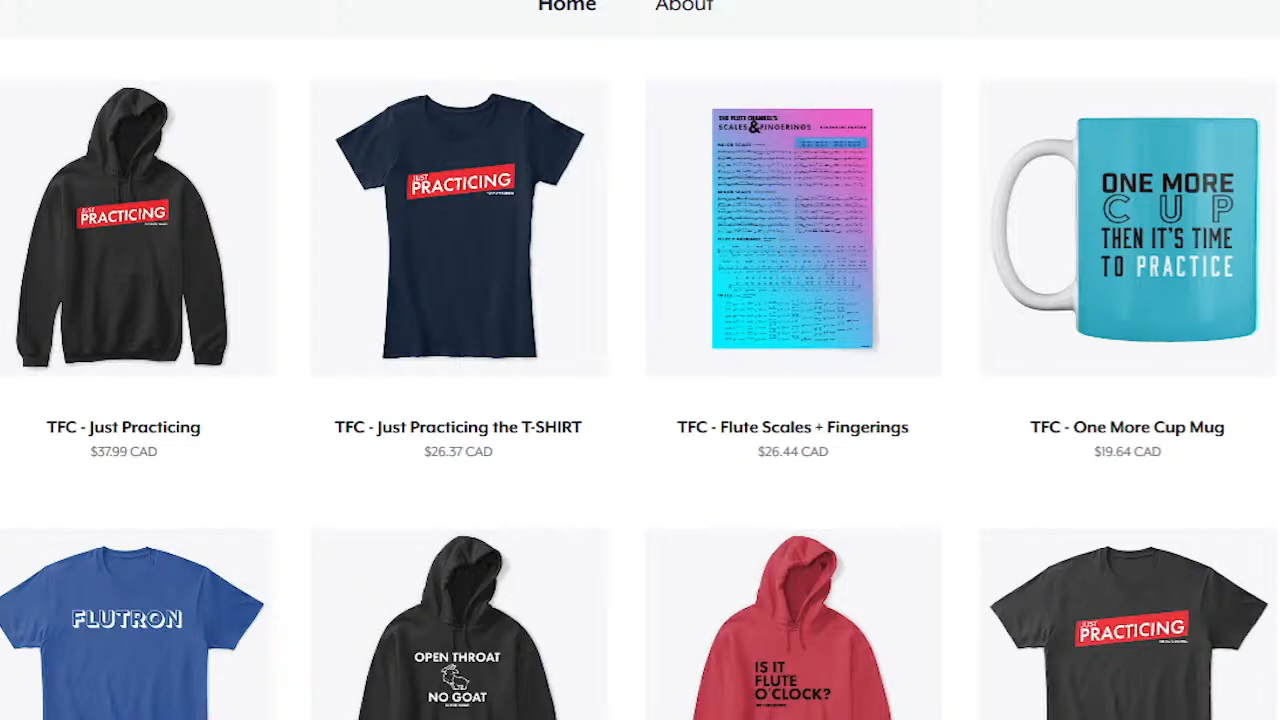 Home About
JUST
PRACTICING
JUST
PRACTICING
THE FLUTE CHANNEL'S
SCALES & FINGERINGS
ONE MORE
CUP
THEN IT'S TIME
TO PRACTICE
TFC - Just Practicing
$37.99 CAD
TFC - Just Practicing the T-SHIRT
$26.37 CAD
TFC - Flute Scales + Fingerings
$26.44 CAD
TFC - One More Cup Mug
$19.64 CAD
FLUTRON
OPEN THROAT
NO GOAT
IS IT
FLUTE
O'CLOCK?
JUST
PRACTICING